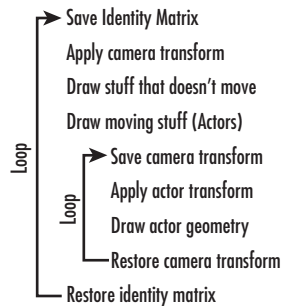 Save Identity Matrix
Apply camera transform
Draw stuff that doesn't move
Draw moving stuff (Actors)
Loop
Save camera transform
Apply actor transform
Loop
Draw actor geometry
Restore camera transform
Restore identity matrix